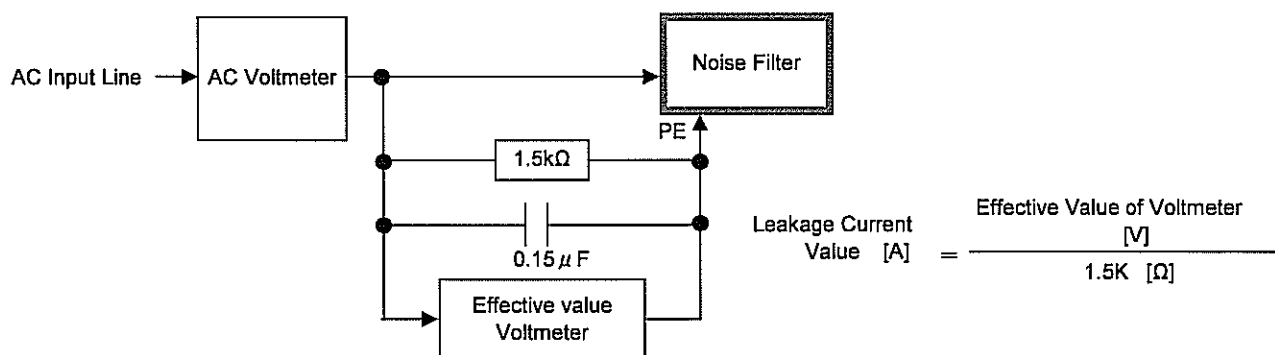 AC Input Line
AC Voltmeter
Noise Filter
PE
1.5kΩ
0.15 μ F
Effective value
Voltmeter
Leakage Current
Value [A]
=
Effective Value of Voltmeter
[V]
1.5K [Ω]